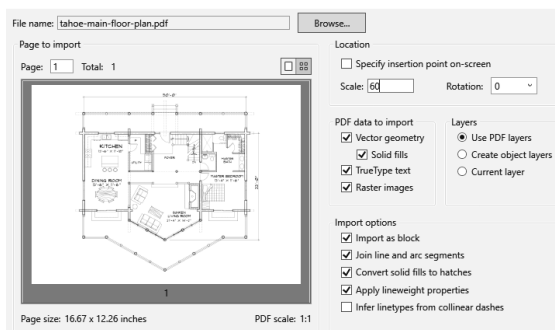 File name: tahoe-main-floor-plan.pdf Browse...
Page to import
Page: 1 Total: 1
KITCHEN
FOYER
DINING ROOM
MASTER BEDROOM
LIVING ROOM
1
Page size: 16.67 x 12.26 inches PDF scale: 1:1
Location
Specify insertion point on-screen
Scale: 60 Rotation: 0
PDF data to import
Vector geometry
Solid fills
TrueType text
Raster images
Layers
Use PDF layers
Create object layers
Current layer
Import options
Import as block
Join line and arc segments
Convert solid fills to hatches
Apply lineweight properties
Infer linetypes from collinear dashes